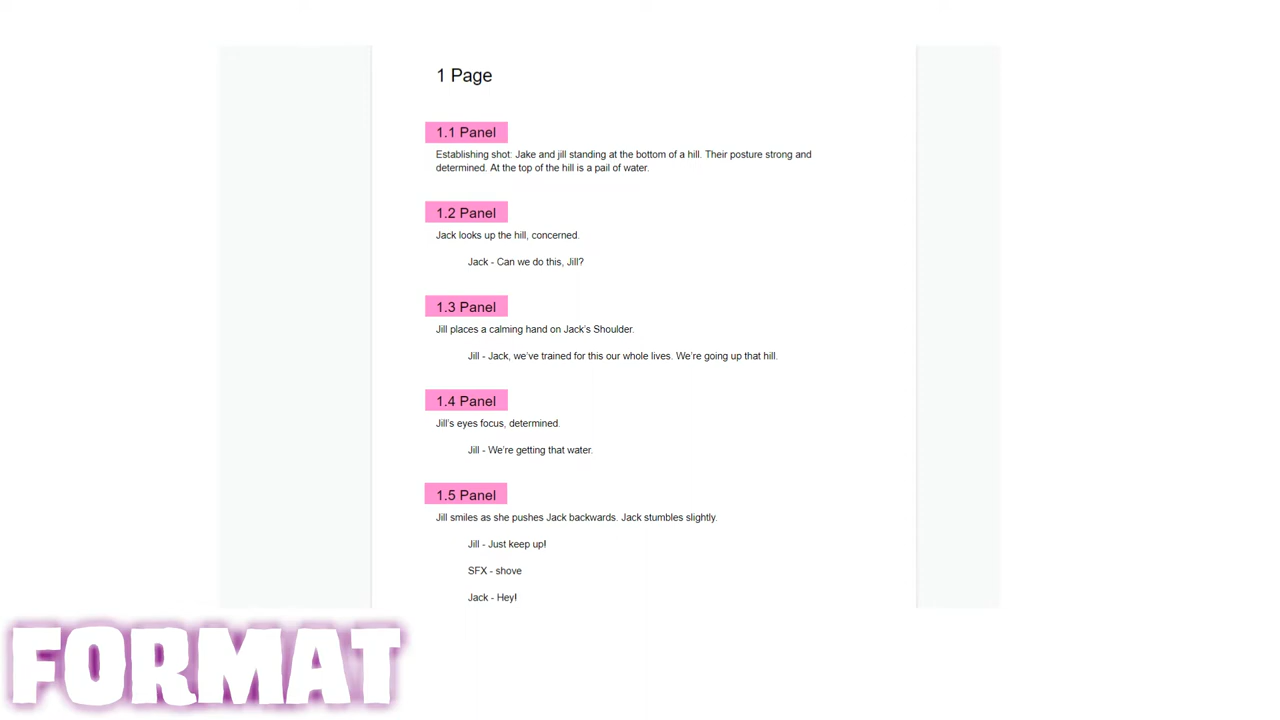 1 Page
1.1 Panel
Establishing shot: Jake and jill standing at the bottom of a hill. Their posture strong and
determined. At the top of the hill is a pail of water.
1.2 Panel
Jack looks up the hill, concerned.
Jack - Can we do this, Jill?
1.3 Panel
Jill places a calming hand on Jack's Shoulder.
Jill - Jack, we've trained for this our whole lives. We're going up that hill.
1.4 Panel
Jill's eyes focus, determined.
Jill - We're getting that water.
1.5 Panel
Jill smiles as she pushes Jack backwards. Jack stumbles slightly.
Jill - Just keep up!
SFX - shove
Jack - Hey!
FORMAT